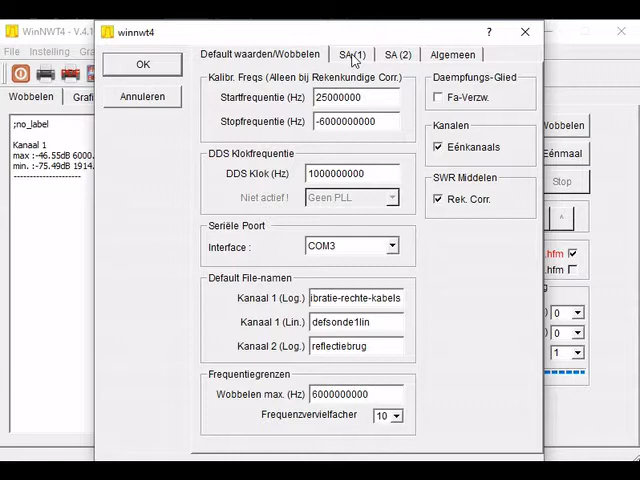 WinNWT4 - V.4.1
File Instelling
Wobbelen Grafi
;no_label
Kanaal 1
max :-46.55dB 6000.
min. :-75.49dB 1914.
---------------------
winnwt4
?
OK
Annuleren
Default waarden/Wobbelen SA (1) SA (2) Algemeen
Kalibr. Freqs (Alleen bij Rekenkundige Corr.)
Startfrequentie (Hz) 25000000
Stopfrequentie (Hz) -6000000000
DDS Klokfrequentie
DDS Klok (Hz) 1000000000
Niet actief ! Geen PLL
Seriële Poort
Interface : COM3
Default File-namen
Kanaal 1 (Log.) ibratie-rechte-kabels
Kanaal 1 (Lin.) defsonde1lin
Kanaal 2 (Log.) reflectiebrug
Frequentiegrenzen
Wobbelen max. (Hz) 6000000000
Frequenzvervielfacher 10
Daempfungs-Glied
Fa-Verzw.
Kanalen
Eénkanaals
SWR Middelen
Rek. Corr.
Wobbelen
Eénmaal
Stop
^
.hfm
.hfm
0
0
1